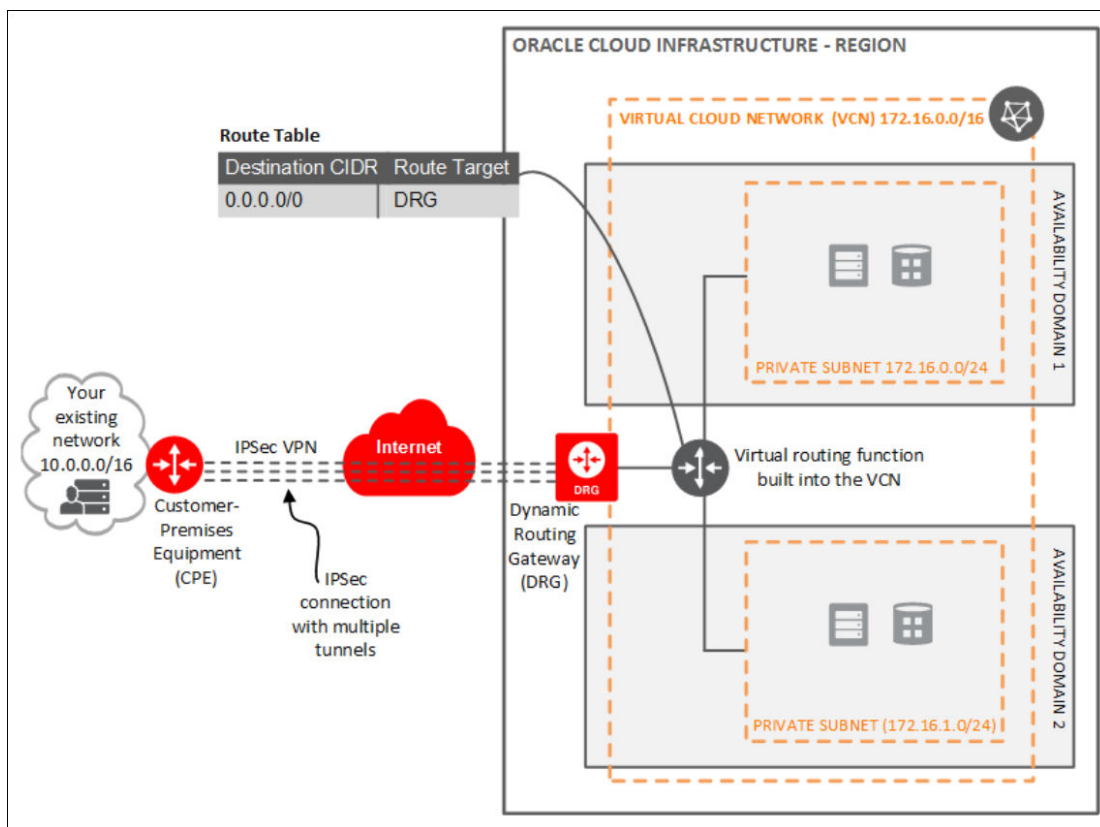 ORACLE CLOUD INFRASTRUCTURE - REGION
VIRTUAL CLOUD NETWORK (VCN) 172.16.0.0/16
Route Table
Destination CIDR Route Target
0.0.0.0/0 DRG
AVAILABILITY DOMAIN 1
PRIVATE SUBNET 172.16.0.0/24
Your
existing
network
10.0.0.0/16
IPSec VPN
Internet
DRG
Virtual routing function
built into the VCN
Customer-
Premises
Equipment
(CPE)
Dynamic
Routing
Gateway
(DRG)
IPSec
connection
with multiple
tunnels
AVAILABILITY DOMAIN 2
PRIVATE SUBNET (172.16.1.0/24)